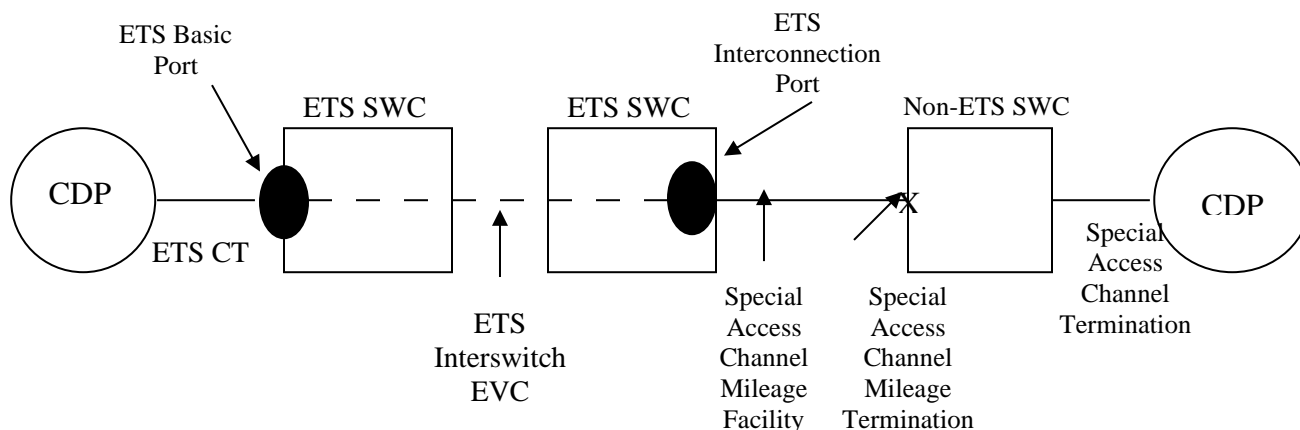 ETS Basic
Port
ETS
Interconnection
Port
ETS SWC
ETS SWC
Non-ETS SWC
CDP
X
CDP
ETS CT
ETS
Interswitch
EVC
Special
Access
Channel
Mileage
Facility
Special
Access
Channel
Mileage
Termination
Special
Access
Channel
Termination